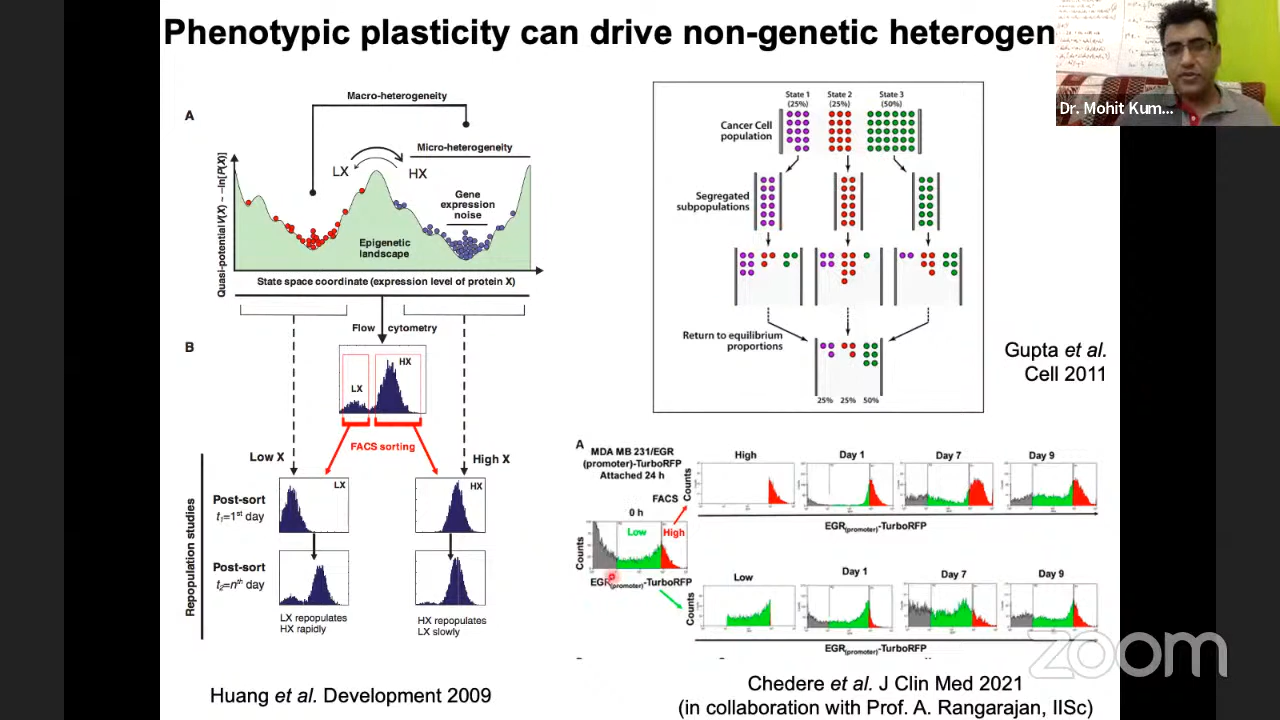 Phenotypic plasticity can drive non-genetic heterogen
Dr. Mohit Kum...
A
Macro-heterogeneity
Micro-heterogeneity
LX
HX
Gene
expression
noise
Epigenetic
landscape
Quasi-potential V(X) ~ –ln[P(X)]
State space coordinate (expression level of protein X)
Flow cytometry
B
HX
LX
FACS sorting
Low X
High X
Repopulation studies
Post-sort
t1=1st day
LX
HX
Post-sort
t2=nth day
LX repopulates
HX rapidly
HX repopulates
LX slowly
Huang et al. Development 2009
State 1
(25%)
State 2
(25%)
State 3
(50%)
Cancer Cell
population
Segregated
subpopulations
Return to equilibrium
proportions
25% 25% 50%
Gupta et al.
Cell 2011
A
MDA MB 231/EGR
(promoter)-TurboRFP
Attached 24 h
FACS
0 h
Low
High
Counts
EGR(promoter)-TurboRFP
High
Day 1
Day 7
Day 9
Counts
EGR(promoter)-TurboRFP
Low
Day 1
Day 7
Day 9
Counts
EGR(promoter)-TurboRFP
zoom
Chedere et al. J Clin Med 2021
(in collaboration with Prof. A. Rangarajan, IISc)